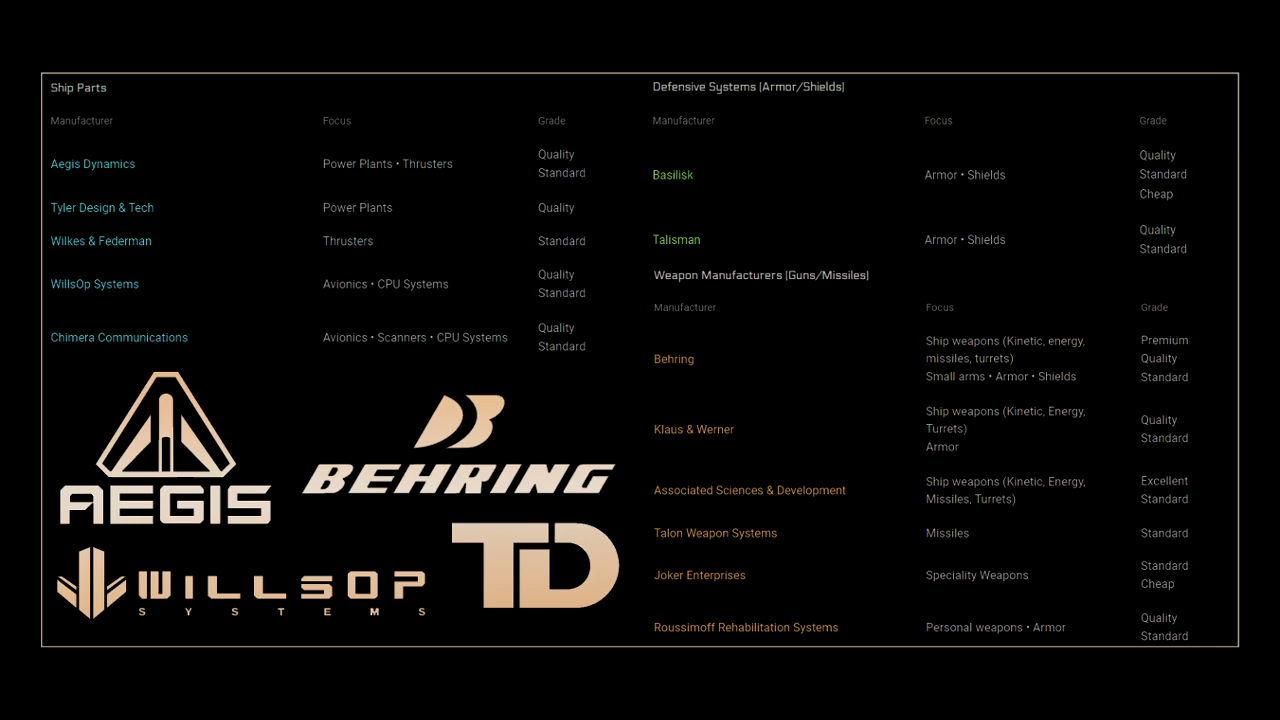 Ship Parts
Manufacturer Focus Grade
Aegis Dynamics Power Plants • Thrusters Quality
Standard
Tyler Design & Tech Power Plants Quality
Wilkes & Federman Thrusters Standard
WillsOp Systems Avionics • CPU Systems Quality
Standard
Chimera Communications Avionics • Scanners • CPU Systems Quality
Standard
AEGIS
BEHRING
WILLSOP
SYSTEMS
TD
Defensive Systems (Armor/Shields)
Manufacturer Focus Grade
Basilisk Armor • Shields Quality
Standard
Cheap
Talisman Armor • Shields Quality
Standard
Weapon Manufacturers (Guns/Missiles)
Manufacturer Focus Grade
Behring Ship weapons (Kinetic, energy, Premium
missiles, turrets) Quality
Small arms • Armor • Shields Standard
Klaus & Werner Ship weapons (Kinetic, Energy, Quality
Turrets) Standard
Armor
Associated Sciences & Development Ship weapons (Kinetic, Energy, Excellent
Missiles, Turrets) Standard
Talon Weapon Systems Missiles Standard
Joker Enterprises Speciality Weapons Standard
Cheap
Roussimoff Rehabilitation Systems Personal weapons • Armor Quality
Standard